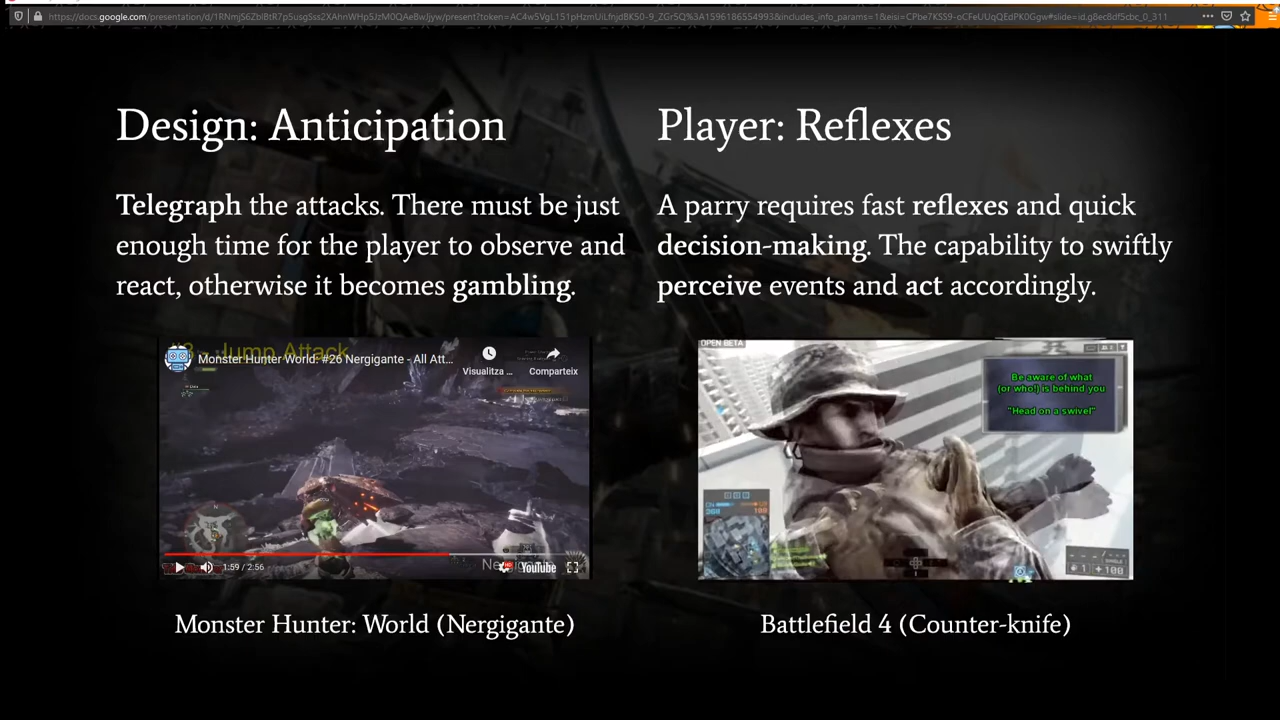 Design: Anticipation
Telegraph the attacks. There must be just
enough time for the player to observe and
react, otherwise it becomes gambling.
Jump Attack
Monster Hunter World: #26 Nergigante - All Att...
Visualitza ...
Comparteix
1:59 / 2:56
YouTube
Monster Hunter: World (Nergigante)
Player: Reflexes
A parry requires fast reflexes and quick
decision-making. The capability to swiftly
perceive events and act accordingly.
OPEN BETA
Be aware of what
(or who!) is behind you
"Head on a swivel"
100
Battlefield 4 (Counter-knife)